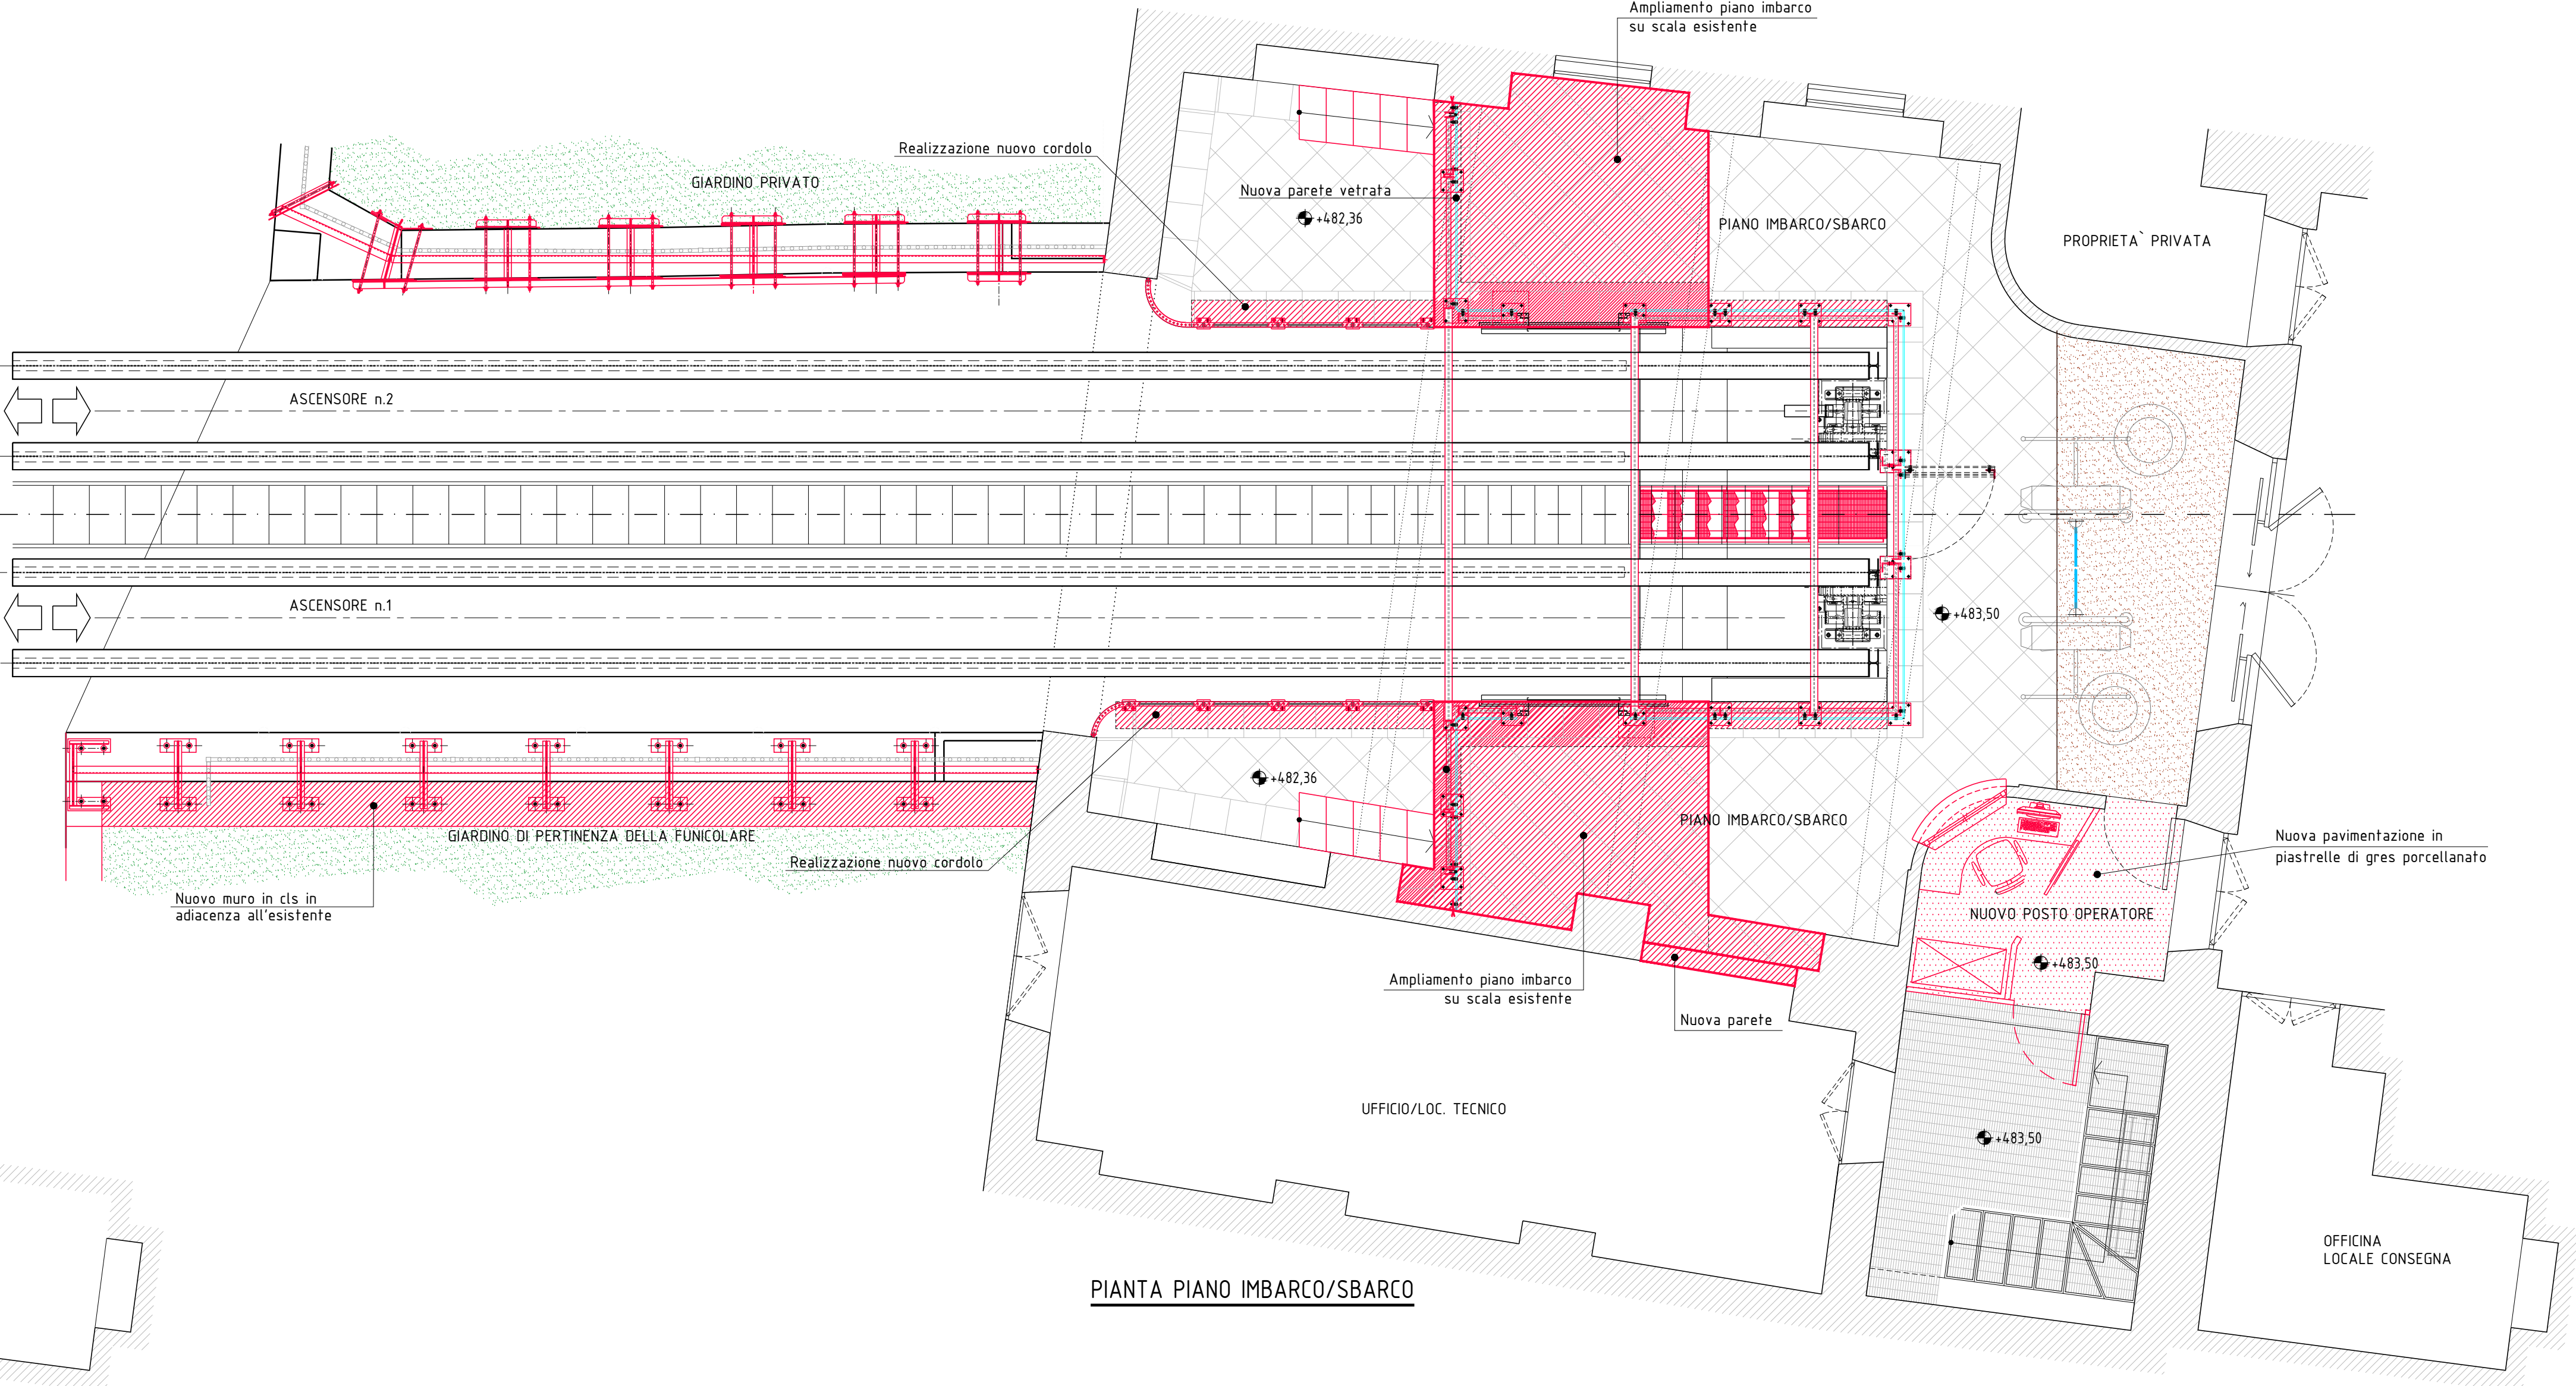 Ampliamento piano imbarco
su scala esistente
Realizzazione nuovo cordolo
GIARDINO PRIVATO
Nuova parete vetrata
+482,36
PIANO IMBARCO/SBARCO
PROPRIETA` PRIVATA
ASCENSORE n.2
ASCENSORE n.1
+483,50
+482,36
PIANO IMBARCO/SBARCO
GIARDINO DI PERTINENZA DELLA FUNICOLARE
Realizzazione nuovo cordolo
Nuova pavimentazione in
piastrelle di gres porcellanato
Nuovo muro in cls in
adiacenza all'esistente
NUOVO POSTO OPERATORE
+483,50
Ampliamento piano imbarco
su scala esistente
Nuova parete
UFFICIO/LOC. TECNICO
+483,50
OFFICINA
LOCALE CONSEGNA
PIANTA PIANO IMBARCO/SBARCO